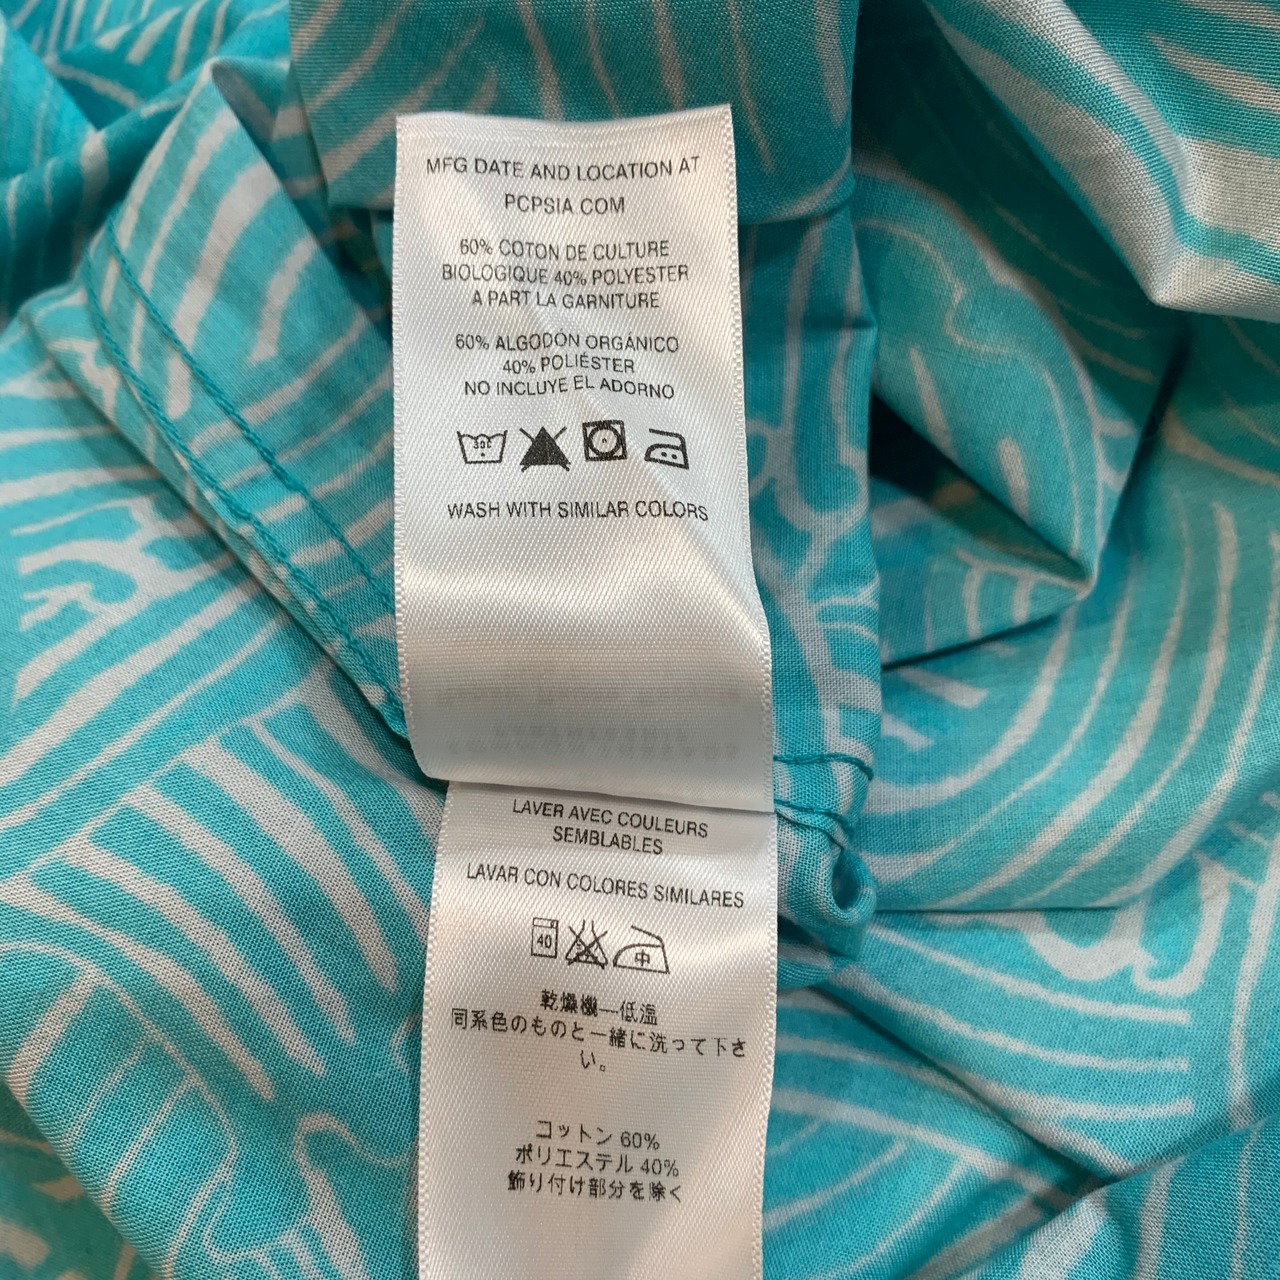 MFG DATE AND LOCATION AT
PCPSIA.COM
60% COTON DE CULTURE
BIOLOGIQUE 40% POLYESTER
A PART LA GARNITURE
60% ALGODÓN ORGÁNICO
40% POLIÉSTER
NO INCLUYE EL ADORNO
30C
WASH WITH SIMILAR COLORS
LAVER AVEC COULEURS
SEMBLABLES
LAVAR CON COLORES SIMILARES
40
中
乾燥機—低温
同系色のものと一緒に洗って下さ
い。
コットン 60%
ポリエステル 40%
飾り付け部分を除く